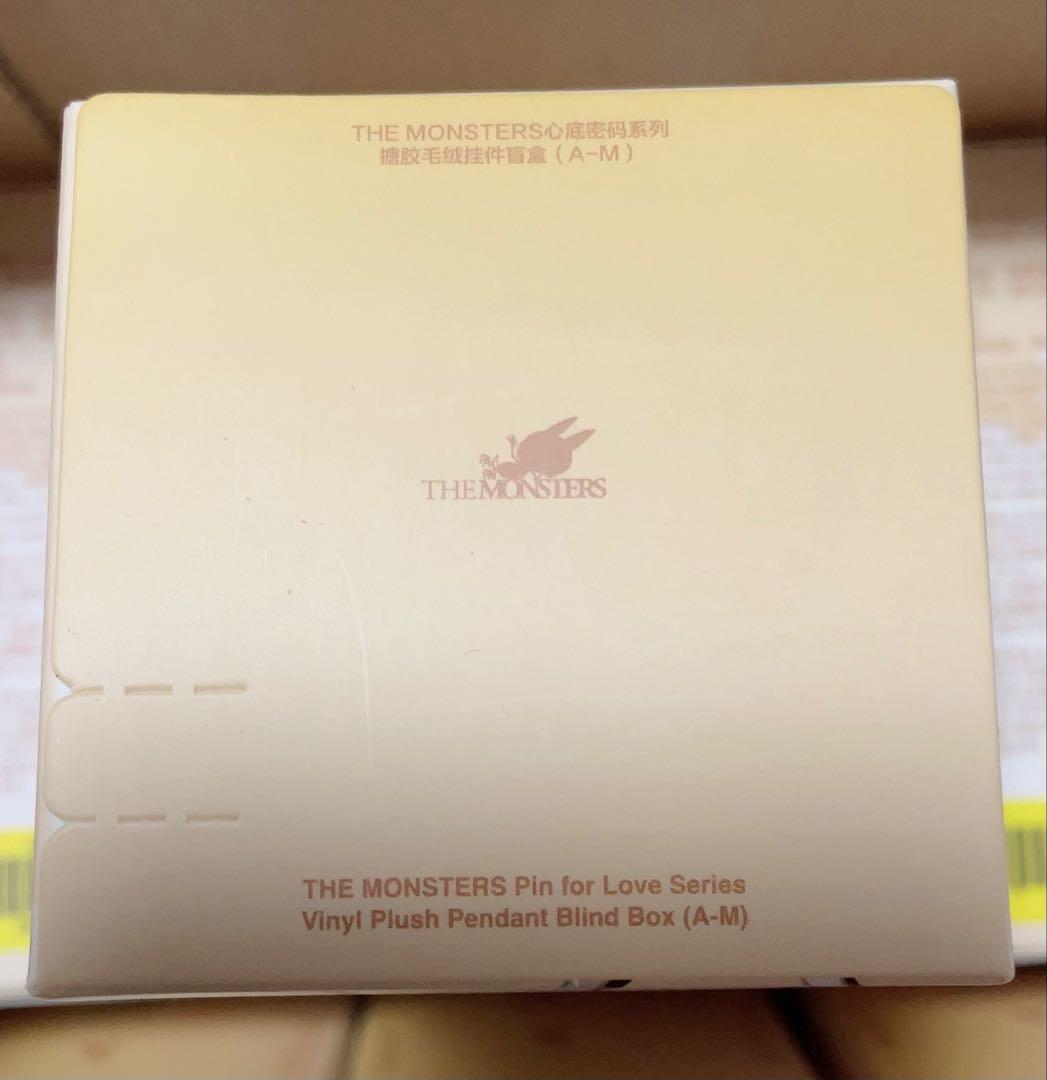 THE MONSTERS心底密码系列
搪胶毛绒挂件盲盒（A-M）
THE MONSTERS
THE MONSTERS Pin for Love Series
Vinyl Plush Pendant Blind Box (A-M)